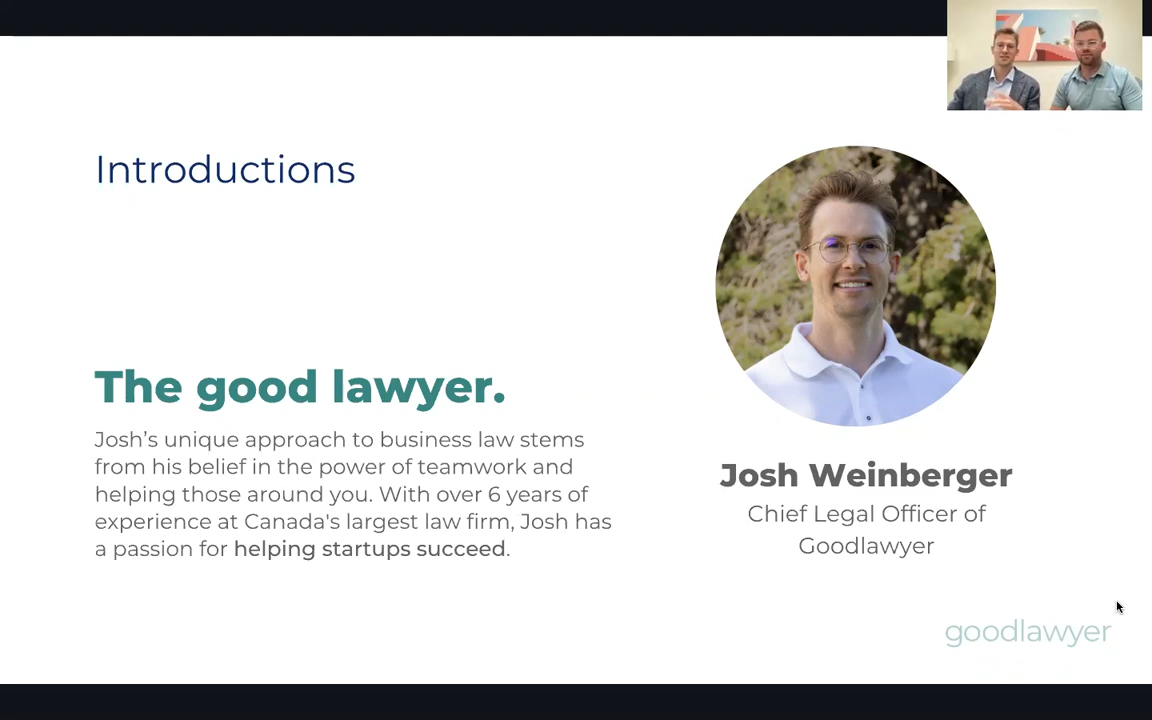 Introductions
The good lawyer.
Josh’s unique approach to business law stems
from his belief in the power of teamwork and
helping those around you. With over 6 years of
experience at Canada's largest law firm, Josh has
a passion for helping startups succeed.
Josh Weinberger
Chief Legal Officer of
Goodlawyer
goodlawyer